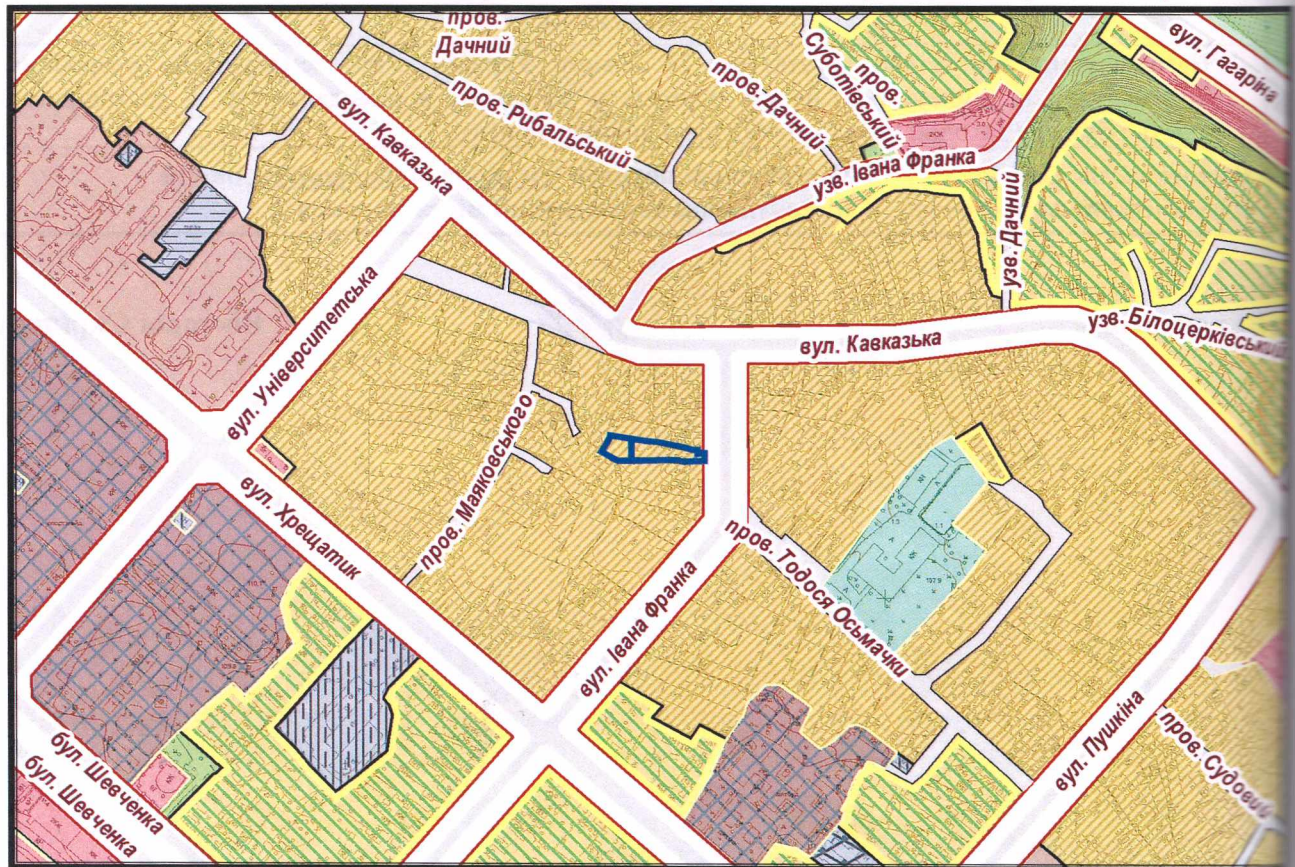 пров.
Дачний
вул. Гагаріна
пров.
Суботівський
пров. Дачний
пров. Рибальський
вул. Кавказька
узв. Івана Франка
узв. Дачний
узв. Білоцерківський
вул. Кавказька
вул. Університетська
пров. Маяковського
вул. Хрещатик
пров. Тодося Осьмачки
вул. Івана Франка
вул. Пушкіна
пров. Судовий
бул. Шевченка
бул. Шевченка